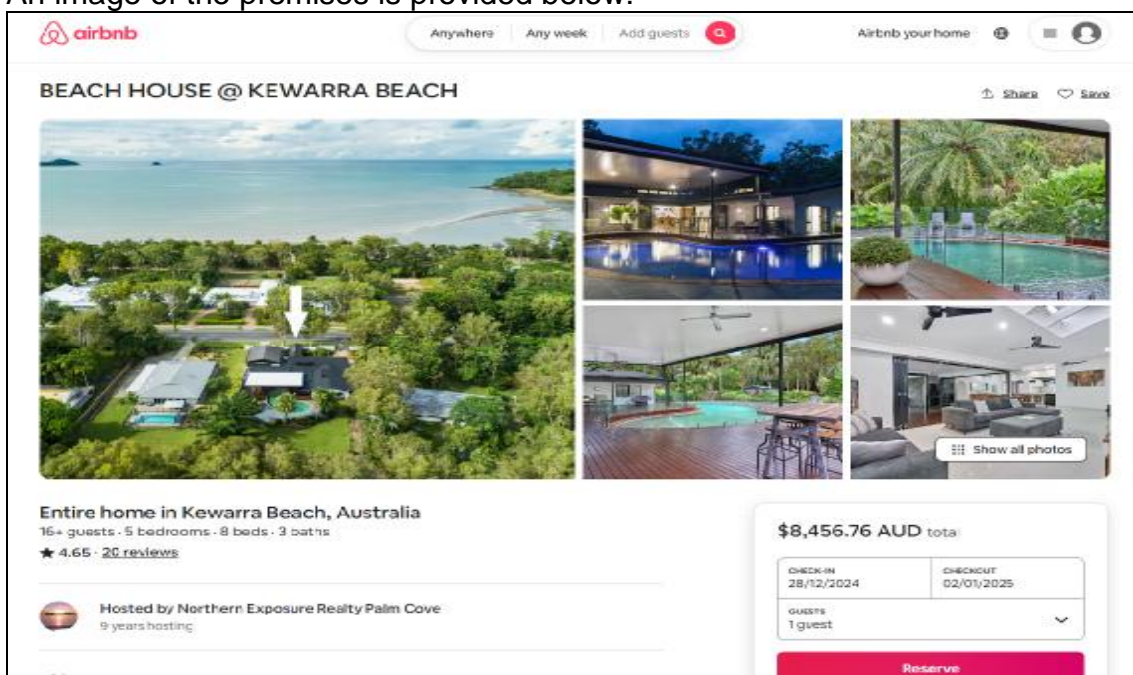 An image of the premises is provided below:
airbnb
Anywhere Any week Add guests
Airbnb your home
BEACH HOUSE @ KEWARRA BEACH
Share Save
Show all photos
Entire home in Kewarra Beach, Australia
16+ guests · 5 bedrooms · 8 beds · 3 baths
★ 4.65 · 20 reviews
$8,456.76 AUD total
CHECK-IN CHECKOUT
28/12/2024 02/01/2025
GUESTS
1 guest
Hosted by Northern Exposure Realty Palm Cove
9 years hosting
Reserve